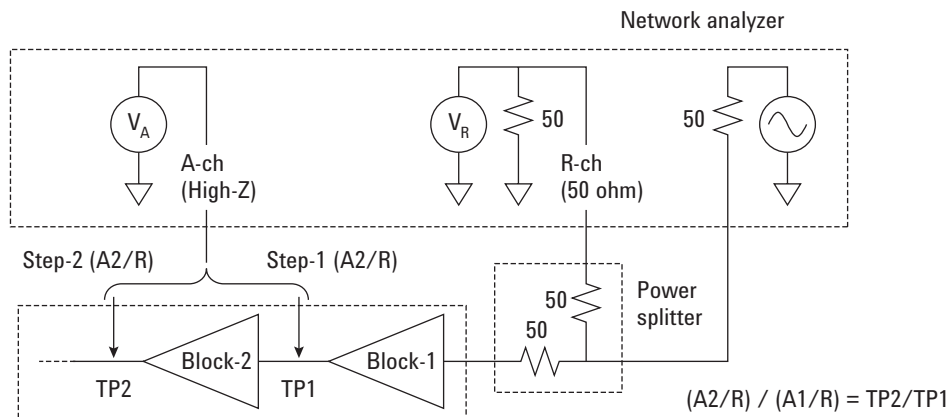 Network analyzer
V_A
A-ch
(High-Z)
V_R
50
R-ch
(50 ohm)
50
Step-2 (A2/R)
Step-1 (A2/R)
50
50
Power
splitter
Block-2
Block-1
TP2
TP1
(A2/R) / (A1/R) = TP2/TP1